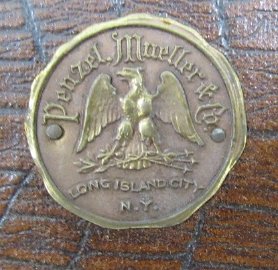 Penzel, Mueller & Co.
LONG ISLAND CITY
N.Y.